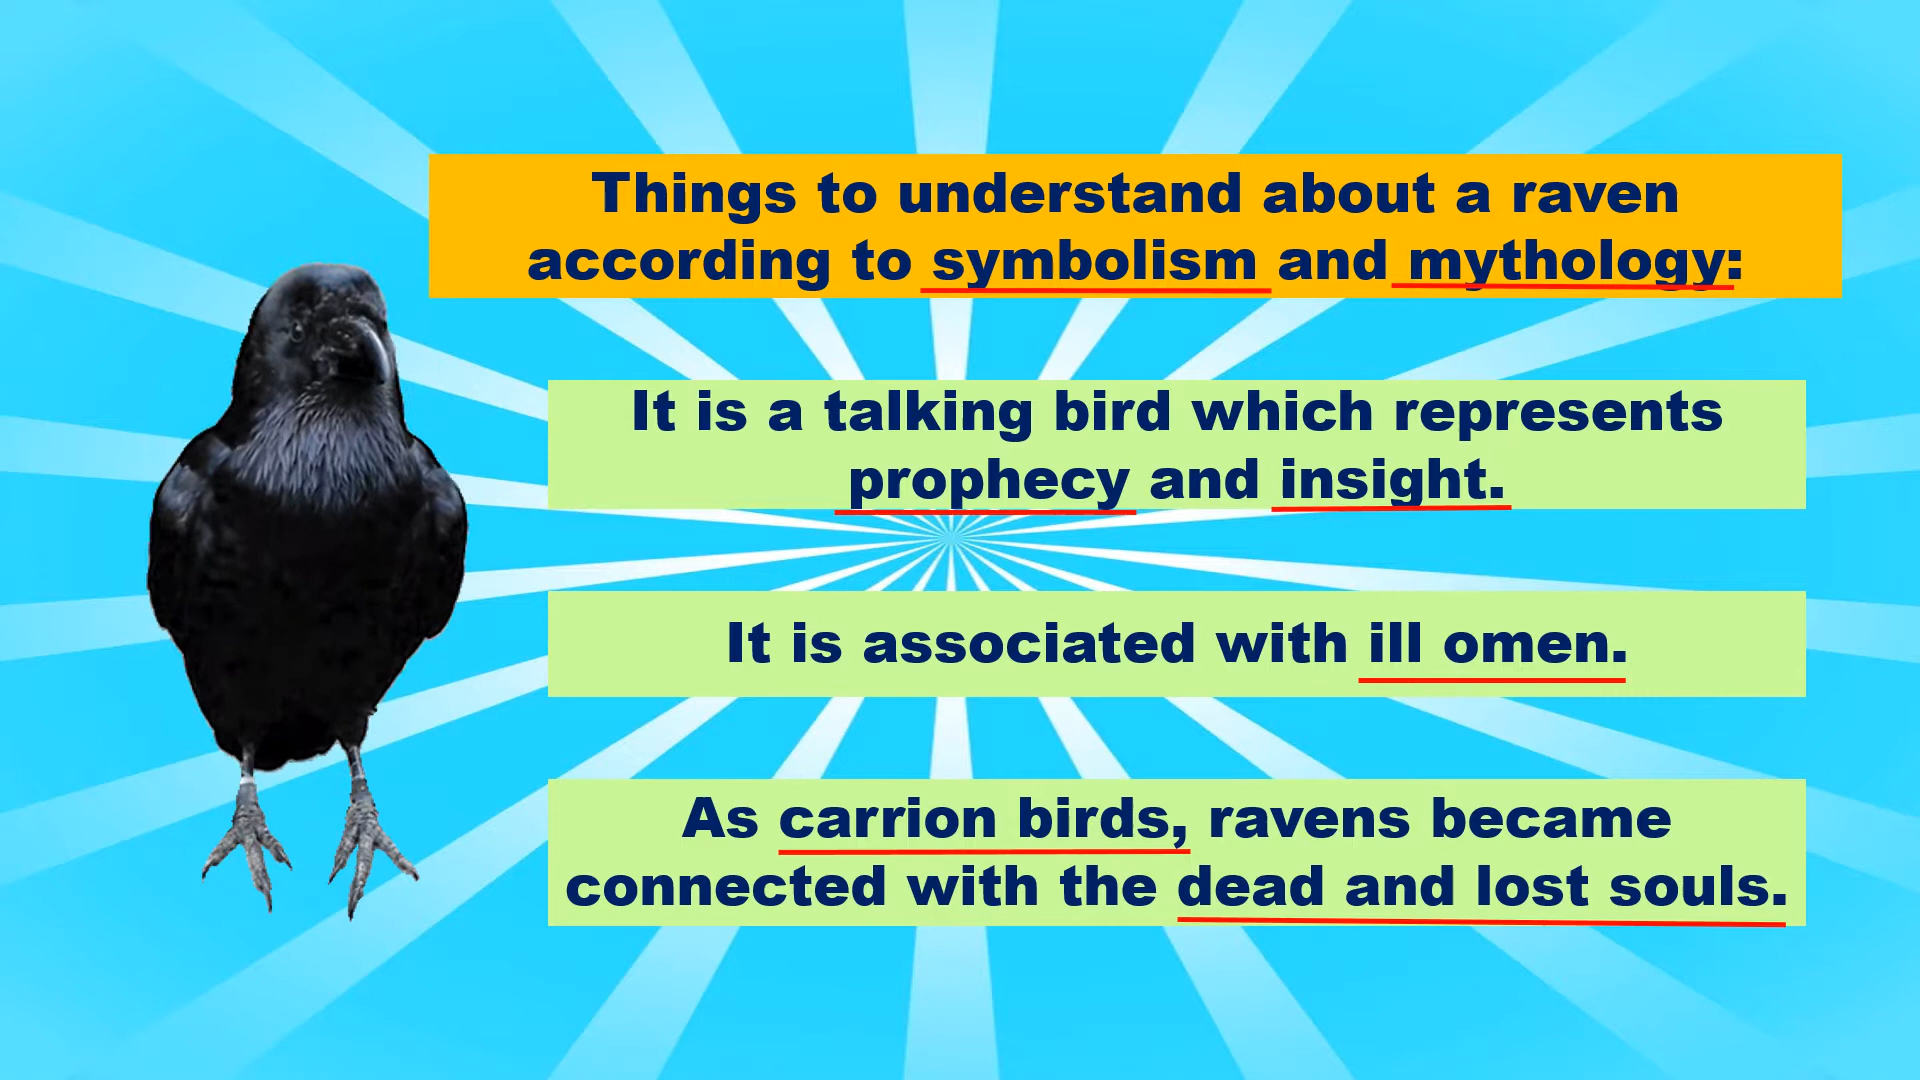 Things to understand about a raven
according to symbolism and mythology:
It is a talking bird which represents
prophecy and insight.
It is associated with ill omen.
As carrion birds, ravens became
connected with the dead and lost souls.